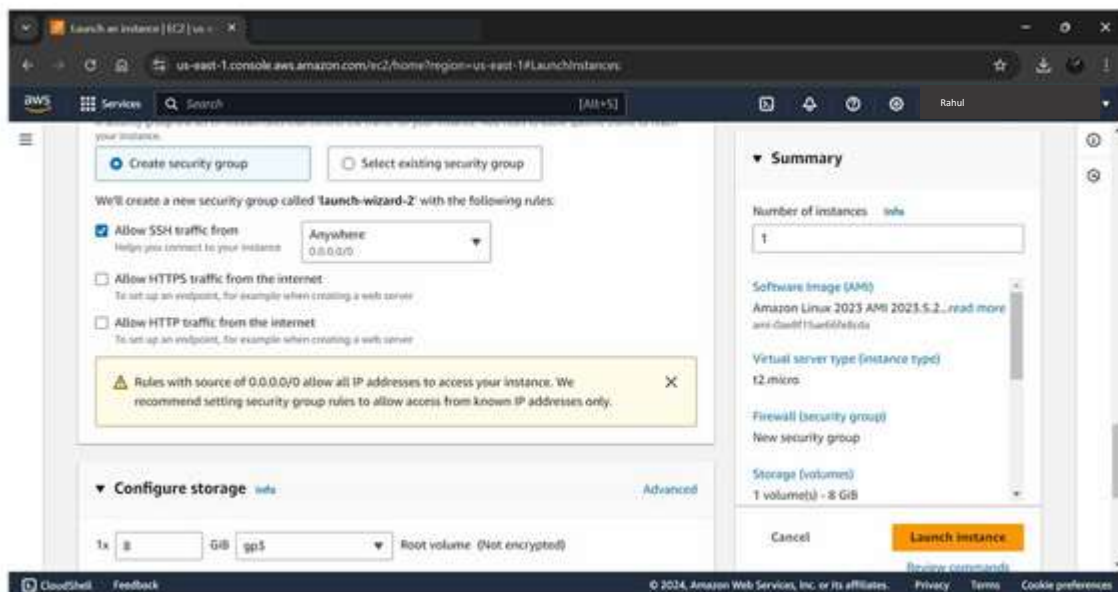 Launch an instance | EC2 | us-e
us-east-1.console.aws.amazon.com/ec2/home?region=us-east-1#LaunchInstances:
aws
Services
Search
[Alt+S]
Rahul
your instance.
Create security group
Select existing security group
We'll create a new security group called 'launch-wizard-2' with the following rules:
Allow SSH traffic from
Helps you connect to your instance
Anywhere
0.0.0.0/0
Allow HTTPS traffic from the internet
To set up an endpoint, for example when creating a web server
Allow HTTP traffic from the internet
To set up an endpoint, for example when creating a web server
Rules with source of 0.0.0.0/0 allow all IP addresses to access your instance. We
recommend setting security group rules to allow access from known IP addresses only.
Configure storage Info
Advanced
1x 8 GiB gp3 Root volume (Not encrypted)
Summary
Number of instances Info
1
Software Image (AMI)
Amazon Linux 2023 AMI 2023.5.2...read more
Virtual server type (instance type)
t2.micro
Firewall (security group)
New security group
Storage (volumes)
1 volume(s) - 8 GiB
Cancel
Launch instance
Review commands
CloudShell
Feedback
© 2024, Amazon Web Services, Inc. or its affiliates.
Privacy
Terms
Cookie preferences